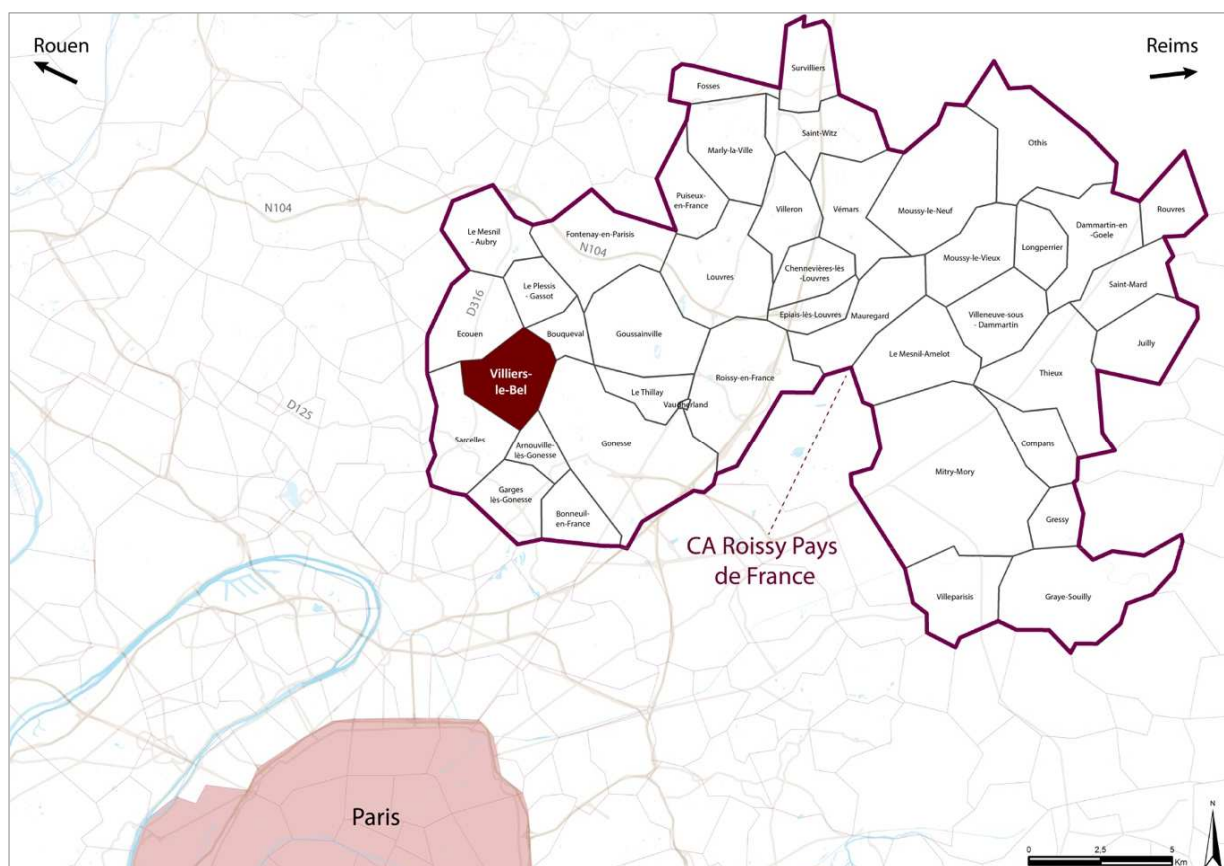 Rouen
Reims
Survilliers
Fosses
Saint-Witz
Marly-la-Ville
Othis
Puiseux-
en-France
Villeron
Vémars
Moussy-le-Neuf
Rouvres
N104
Le Mesnil
- Aubry
Fontenay-en-Parisis
N104
Dammartin-en
-Goele
Longperrier
Moussy-le-Vieux
Louvres
Chennevières-lès
-Louvres
Saint-Mard
Le Plessis
- Gassot
D316
Epiais-lès-Louvres
Mauregard
Villeneuve-sous
- Dammartin
Ecouen
Bouqueval
Goussainville
Juilly
Le Mesnil-Amelot
Villiers-
le-Bel
Roissy-en-France
Thieux
Le Thillay
Vaudherland
D125
Sarcelles
Arnouville-
lès-Gonesse
Gonesse
Compans
Mitry-Mory
Garges
lès-Gonesse
Bonneuil-
en-France
Gressy
CA Roissy Pays
de France
Villeparisis
Graye-Souilly
Paris
N
0
2,5
5
Km